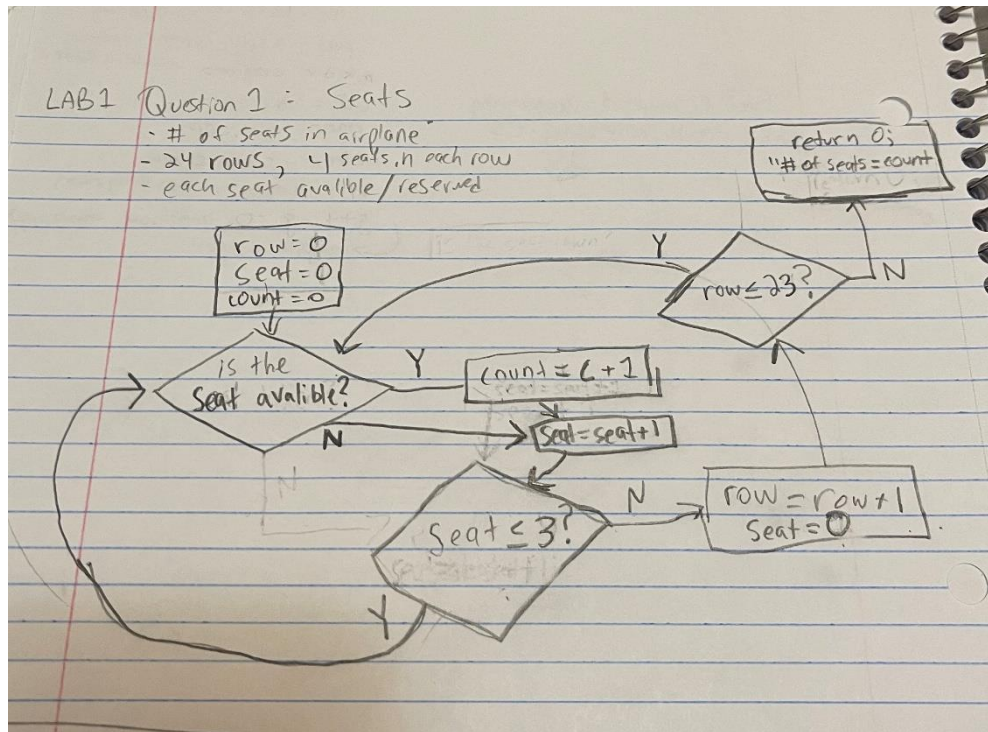 LAB1 Question 1 : Seats
- # of seats in airplane
- 24 rows, 4 seats in each row
- each seat avalible/reserved
return 0;
"# of seats = count
row = 0
seat = 0
count = 0
Y
row ≤ 23?
N
is the
seat avalible?
Y
count = c + 1
N
seat = seat + 1
seat ≤ 3?
N
row = row + 1
seat = 0
Y